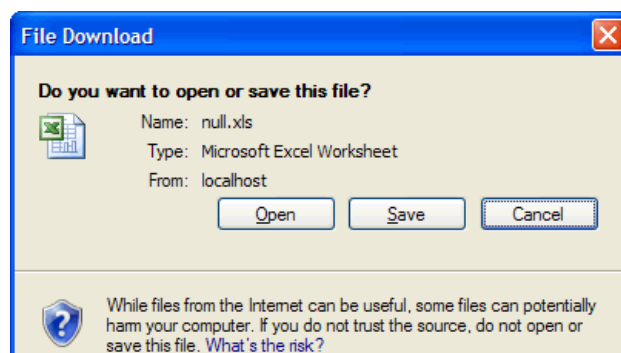 File Download
Do you want to open or save this file?
Name: null.xls
Type: Microsoft Excel Worksheet
From: localhost
Open Save Cancel
While files from the Internet can be useful, some files can potentially
harm your computer. If you do not trust the source, do not open or
save this file. What's the risk?